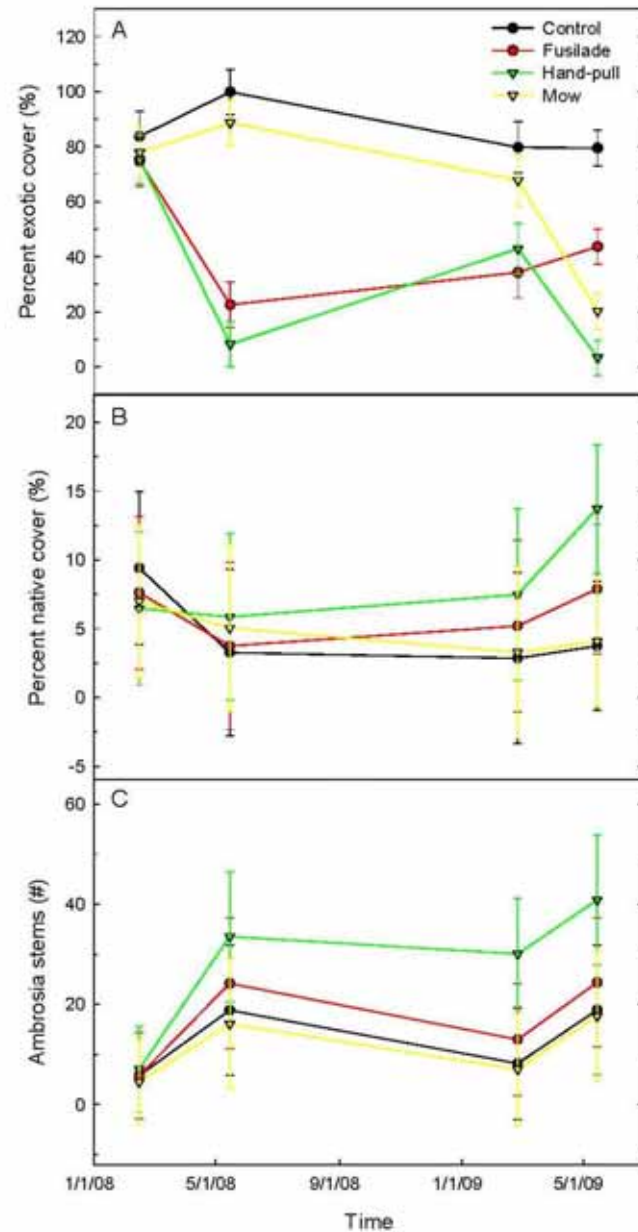 A
Control
Fusilade
Hand-pull
Mow
Percent exotic cover (%)
120
100
80
60
40
20
0
B
Percent native cover (%)
20
15
10
5
0
-5
C
Ambrosia stems (#)
60
40
20
0
1/1/08 5/1/08 9/1/08 1/1/09 5/1/09
Time